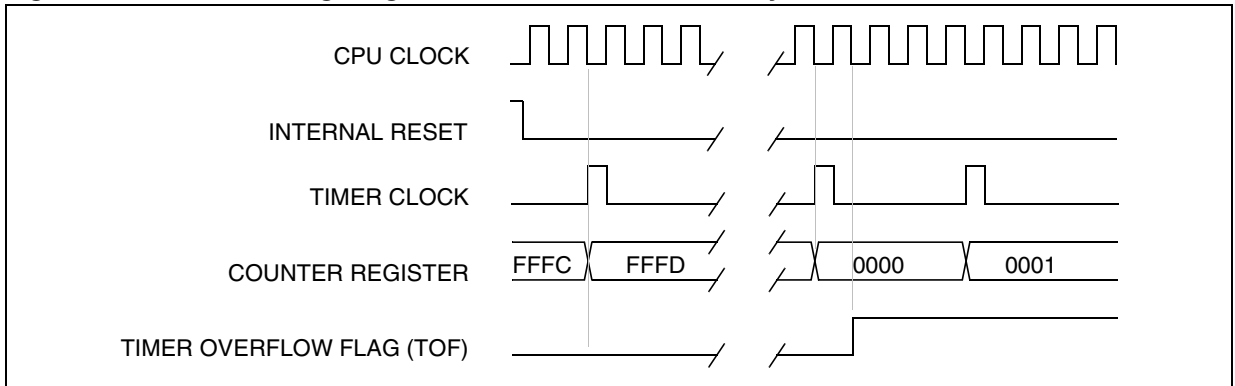 CPU CLOCK
INTERNAL RESET
TIMER CLOCK
COUNTER REGISTER
FFFC
FFFD
0000
0001
TIMER OVERFLOW FLAG (TOF)